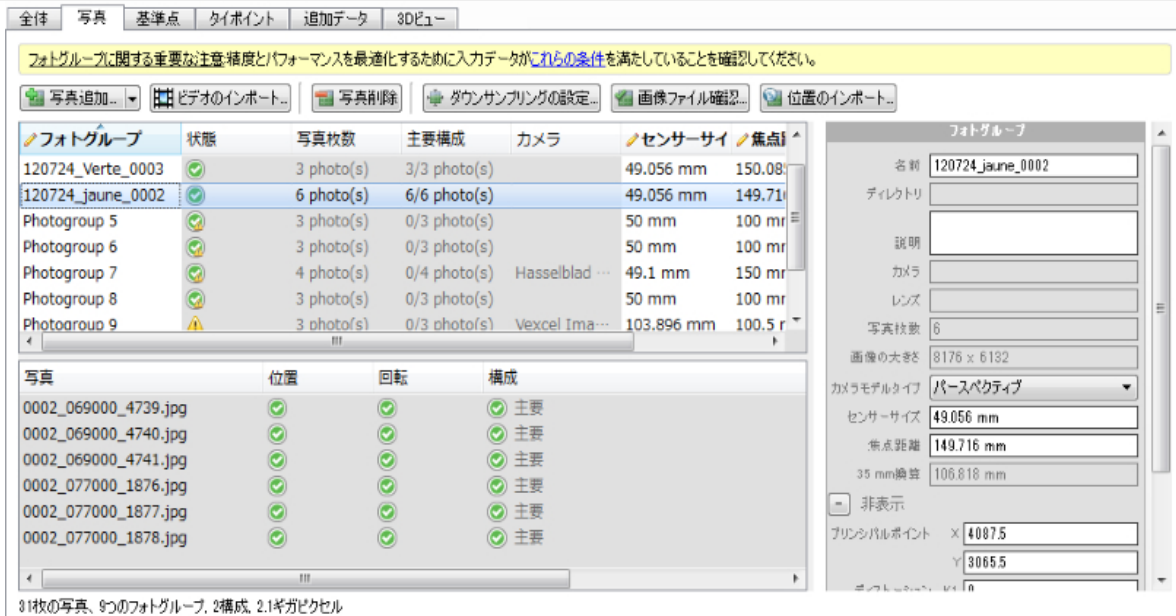 全体 写真 基準点 タイポイント 追加データ 3Dビュー
フォトグループに関する重要な注意:精度とパフォーマンスを最適化するために入力データがこれらの条件を満たしていることを確認してください。
写真追加... ビデオのインポート... 写真削除 ダウンサンプリングの設定... 画像ファイル確認... 位置のインポート...
フォトグループ 状態 写真枚数 主要構成 カメラ センサーサイ 焦点
120724_Verte_0003 3 photo(s) 3/3 photo(s) 49.056 mm 150.08
120724_jaune_0002 6 photo(s) 6/6 photo(s) 49.056 mm 149.71
Photogroup 5 3 photo(s) 0/3 photo(s) 50 mm 100 mm
Photogroup 6 3 photo(s) 0/3 photo(s) 50 mm 100 mm
Photogroup 7 4 photo(s) 0/4 photo(s) Hasselblad ... 49.1 mm 150 mm
Photogroup 8 3 photo(s) 0/3 photo(s) 50 mm 100 mm
Photogroup 9 3 photo(s) 0/3 photo(s) Vexcel Ima... 103.896 mm 100.5
写真 位置 回転 構成
0002_069000_4739.jpg 主要
0002_069000_4740.jpg 主要
0002_069000_4741.jpg 主要
0002_077000_1876.jpg 主要
0002_077000_1877.jpg 主要
0002_077000_1878.jpg 主要
31枚の写真、9つのフォトグループ, 2構成, 2.1ギガピクセル
フォトグループ
名前 120724_jaune_0002
ディレクトリ
説明
カメラ
レンズ
写真枚数 6
画像の大きさ 8176 x 6132
カメラモデルタイプ パースペクティブ
センサーサイズ 49.056 mm
焦点距離 149.716 mm
35 mm換算 106.818 mm
- 非表示
プリンシパルポイント X 4087.5
Y 3065.5
ディストーション K1 0